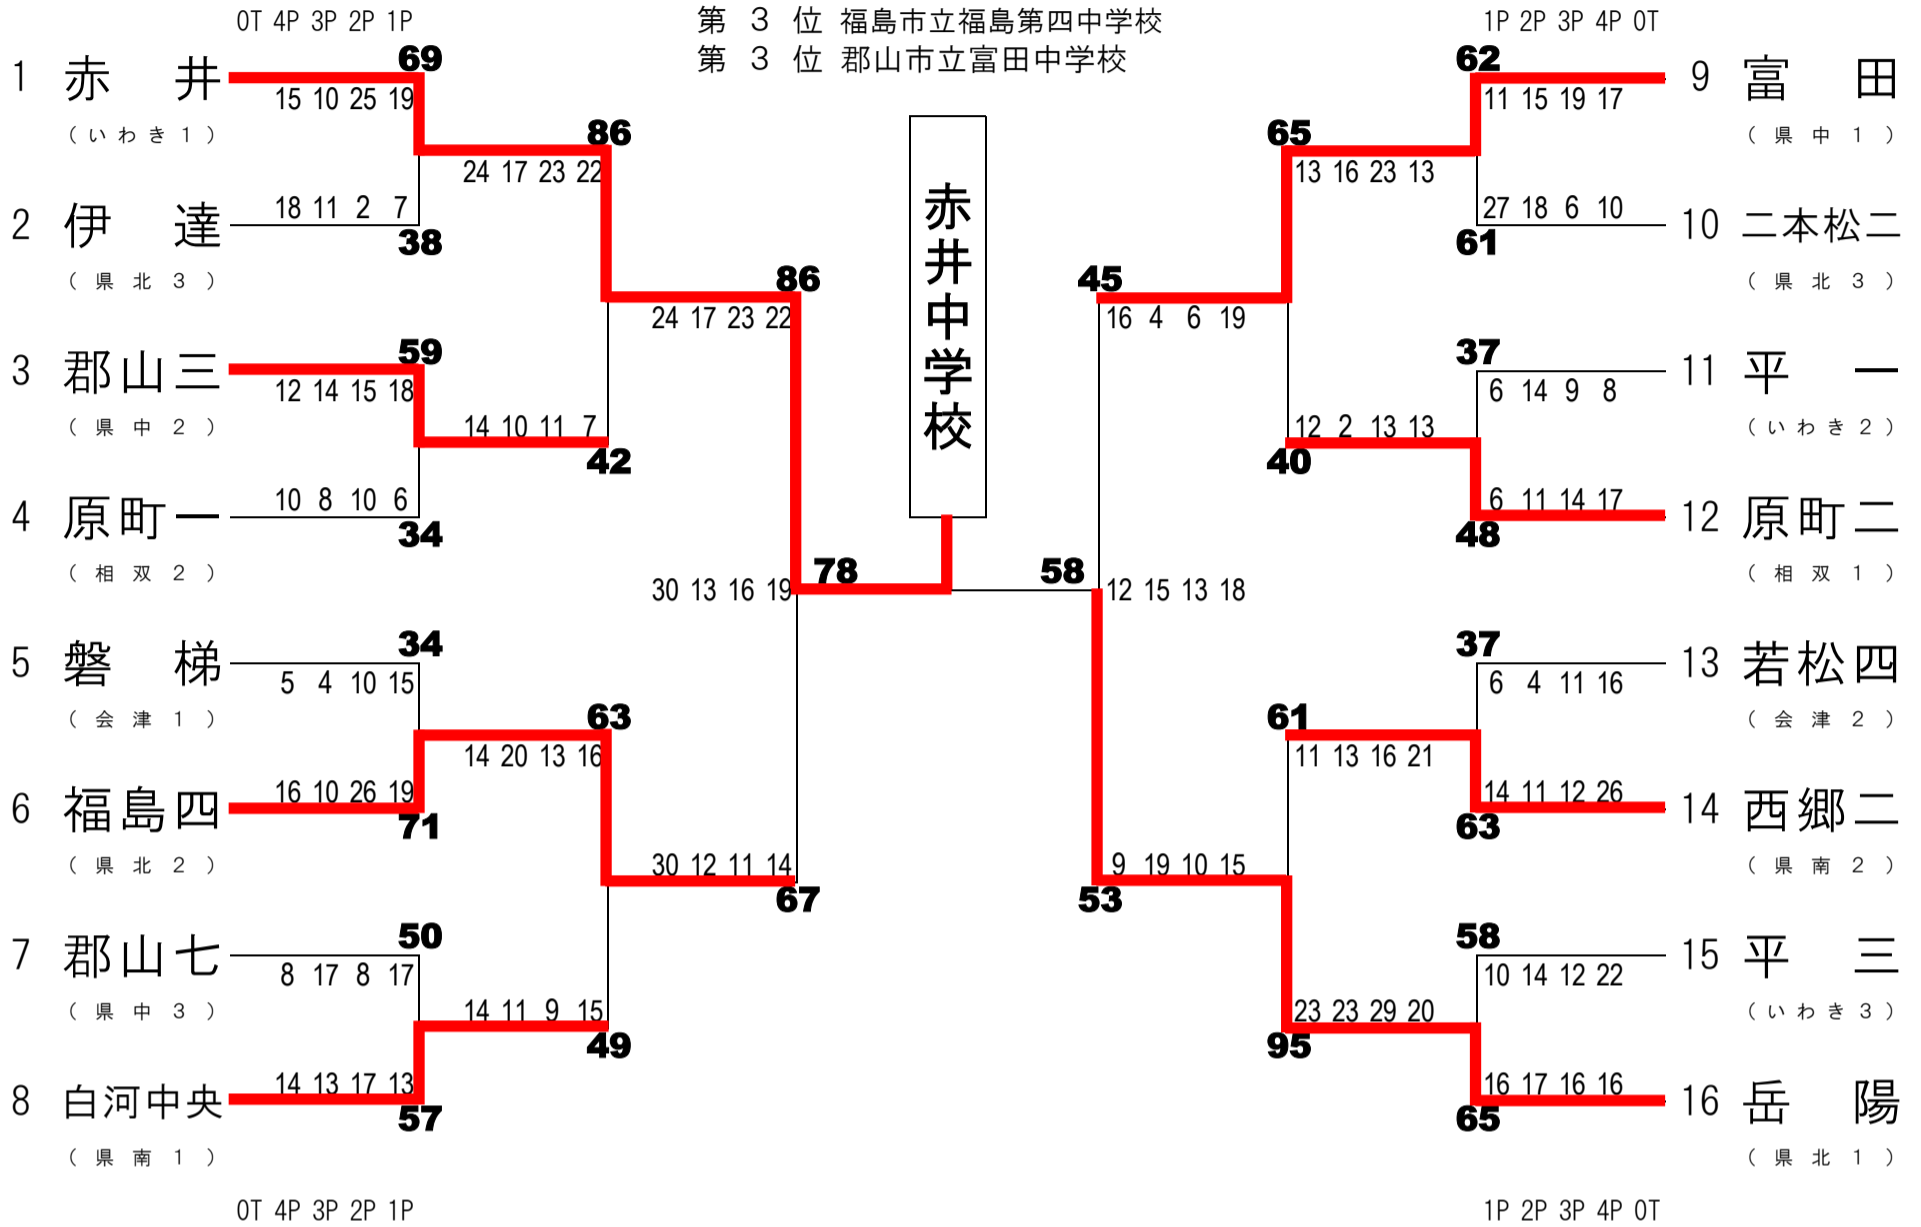 OT 4P 3P 2P 1P
第 3 位 福島市立福島第四中学校
1P 2P 3P 4P OT
第 3 位 郡山市立富田中学校
1 赤井
69
15 10 25 19
(いわき1)
86
24 17 23 22
2 伊達
18 11 2 7
38
(県北3)
86
24 17 23 22
3 郡山三
59
12 14 15 18
(県中2)
14 10 11 7
42
4 原町一
10 8 10 6
34
(相双2)
30 13 16 19
78
5 磐梯
34
5 4 10 15
(会津1)
63
14 20 13 16
6 福島四
16 10 26 19
71
(県北2)
30 12 11 14
67
7 郡山七
50
8 17 8 17
(県中3)
14 11 9 15
49
8 白河中央
14 13 17 13
57
(県南1)
OT 4P 3P 2P 1P
赤井中学校
62
9 富田
11 15 19 17
(県中1)
65
13 16 23 13
27 18 6 10
10 二本松二
61
(県北3)
45
16 4 6 19
37
11 平一
6 14 9 8
(いわき2)
12 2 13 13
40
6 11 14 17
12 原町二
48
(相双1)
58
12 15 13 18
37
13 若松四
6 4 11 16
(会津2)
61
11 13 16 21
14 11 12 26
14 西郷二
63
(県南2)
9 19 10 15
53
58
15 平三
10 14 12 22
(いわき3)
23 23 29 20
95
16 17 16 16
16 岳陽
65
(県北1)
1P 2P 3P 4P OT